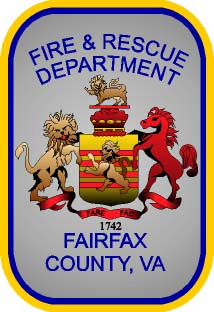 FIRE & RESCUE
DEPARTMENT
FARE FAC
1742
FAIRFAX
COUNTY, VA